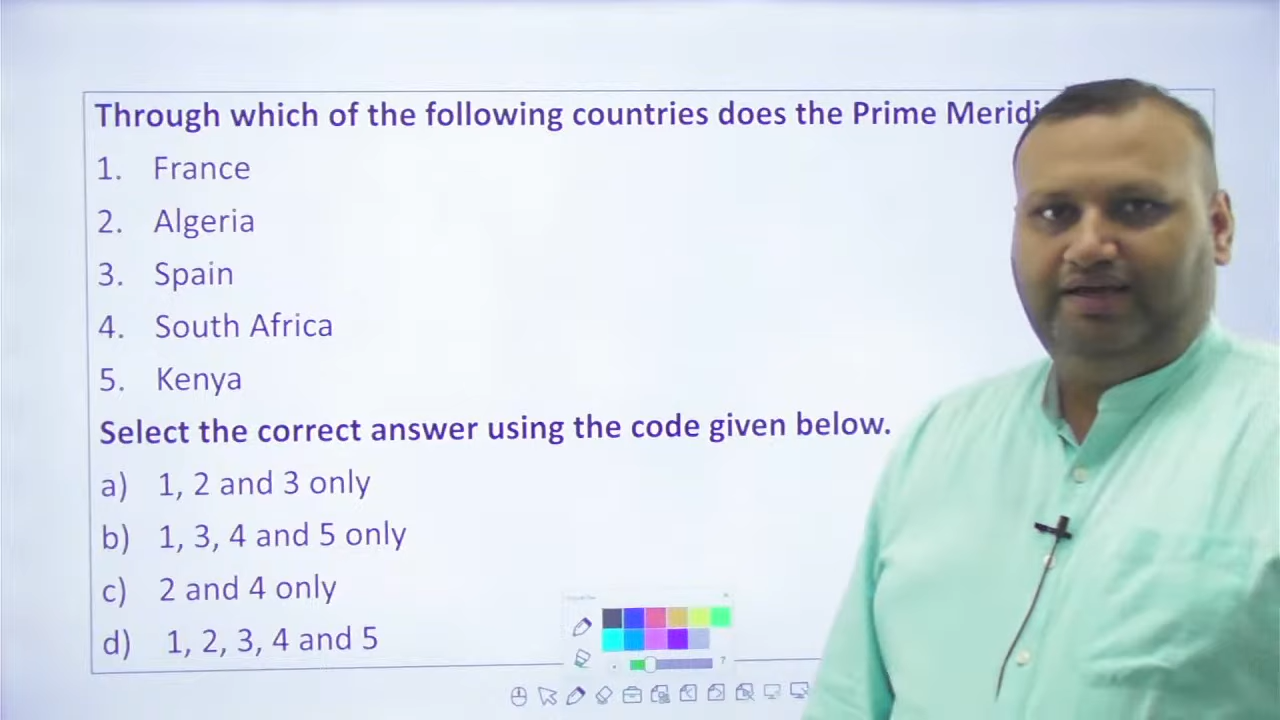 Through which of the following countries does the Prime
1. France
2. Algeria
3. Spain
4. South Africa
5. Kenya
Select the correct answer using the code given below.
a) 1, 2 and 3 only
b) 1, 3, 4 and 5 only
c) 2 and 4 only
d) 1, 2, 3, 4 and 5